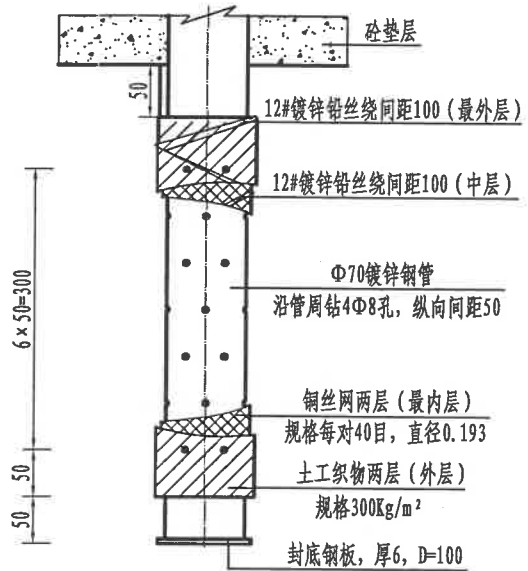 砼垫层
50
12#镀锌铅丝绕间距100（最外层）
12#镀锌铅丝绕间距100（中层）
Φ70镀锌钢管
沿管周钻4Φ8孔，纵向间距50
6×50=300
铜丝网两层（最内层）
规格每对40目，直径0.193
50
土工织物两层（外层）
规格300Kg/m²
50
封底钢板，厚6，D=100